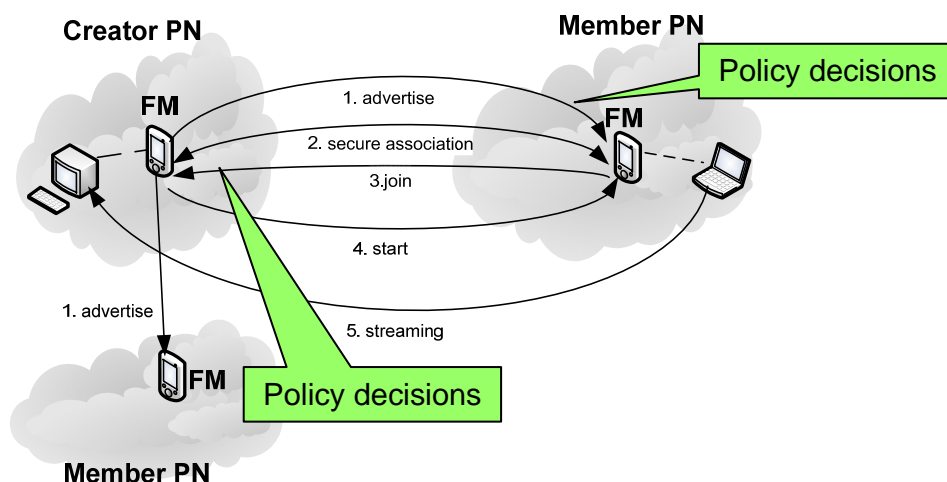 Creator PN
Member PN
Policy decisions
FM
1. advertise
FM
2. secure association
3.join
4. start
1. advertise
5. streaming
FM
Policy decisions
Member PN